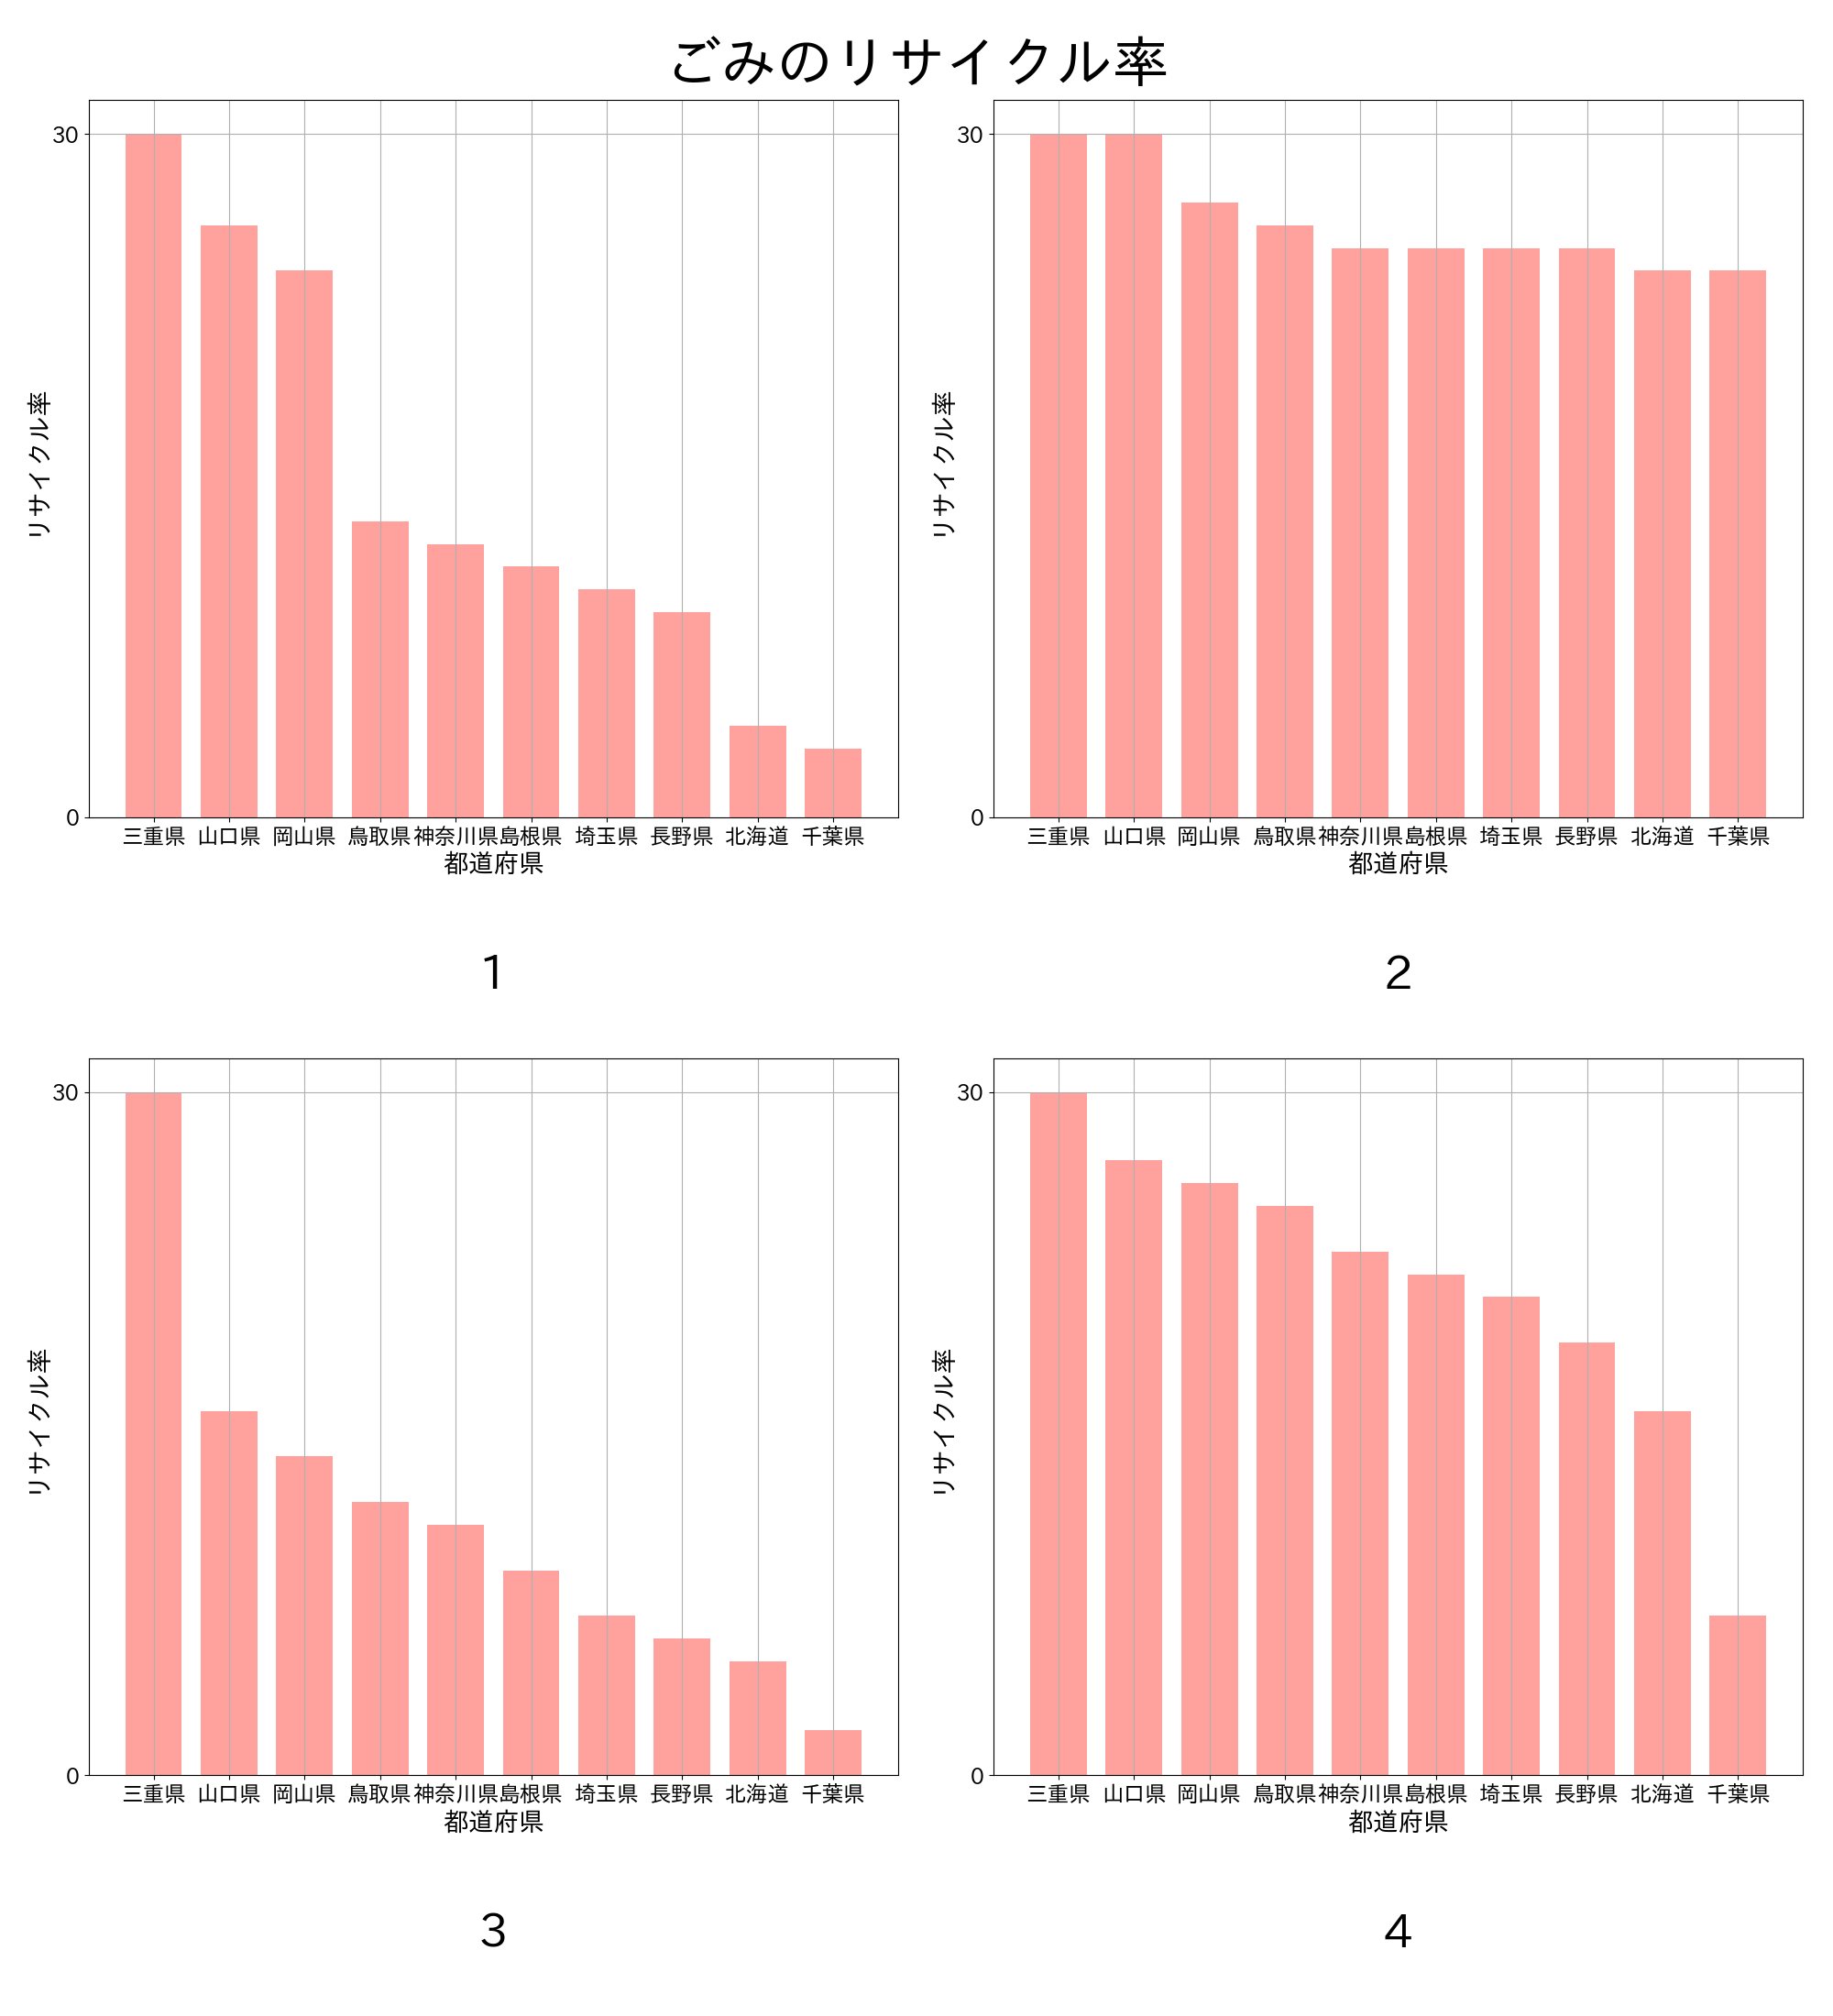 ごみのリサイクル率
30
0
リサイクル率
三重県 山口県 岡山県 鳥取県 神奈川県 島根県 埼玉県 長野県 北海道 千葉県
都道府県
1
30
0
リサイクル率
三重県 山口県 岡山県 鳥取県 神奈川県 島根県 埼玉県 長野県 北海道 千葉県
都道府県
2
30
0
リサイクル率
三重県 山口県 岡山県 鳥取県 神奈川県 島根県 埼玉県 長野県 北海道 千葉県
都道府県
3
30
0
リサイクル率
三重県 山口県 岡山県 鳥取県 神奈川県 島根県 埼玉県 長野県 北海道 千葉県
都道府県
4